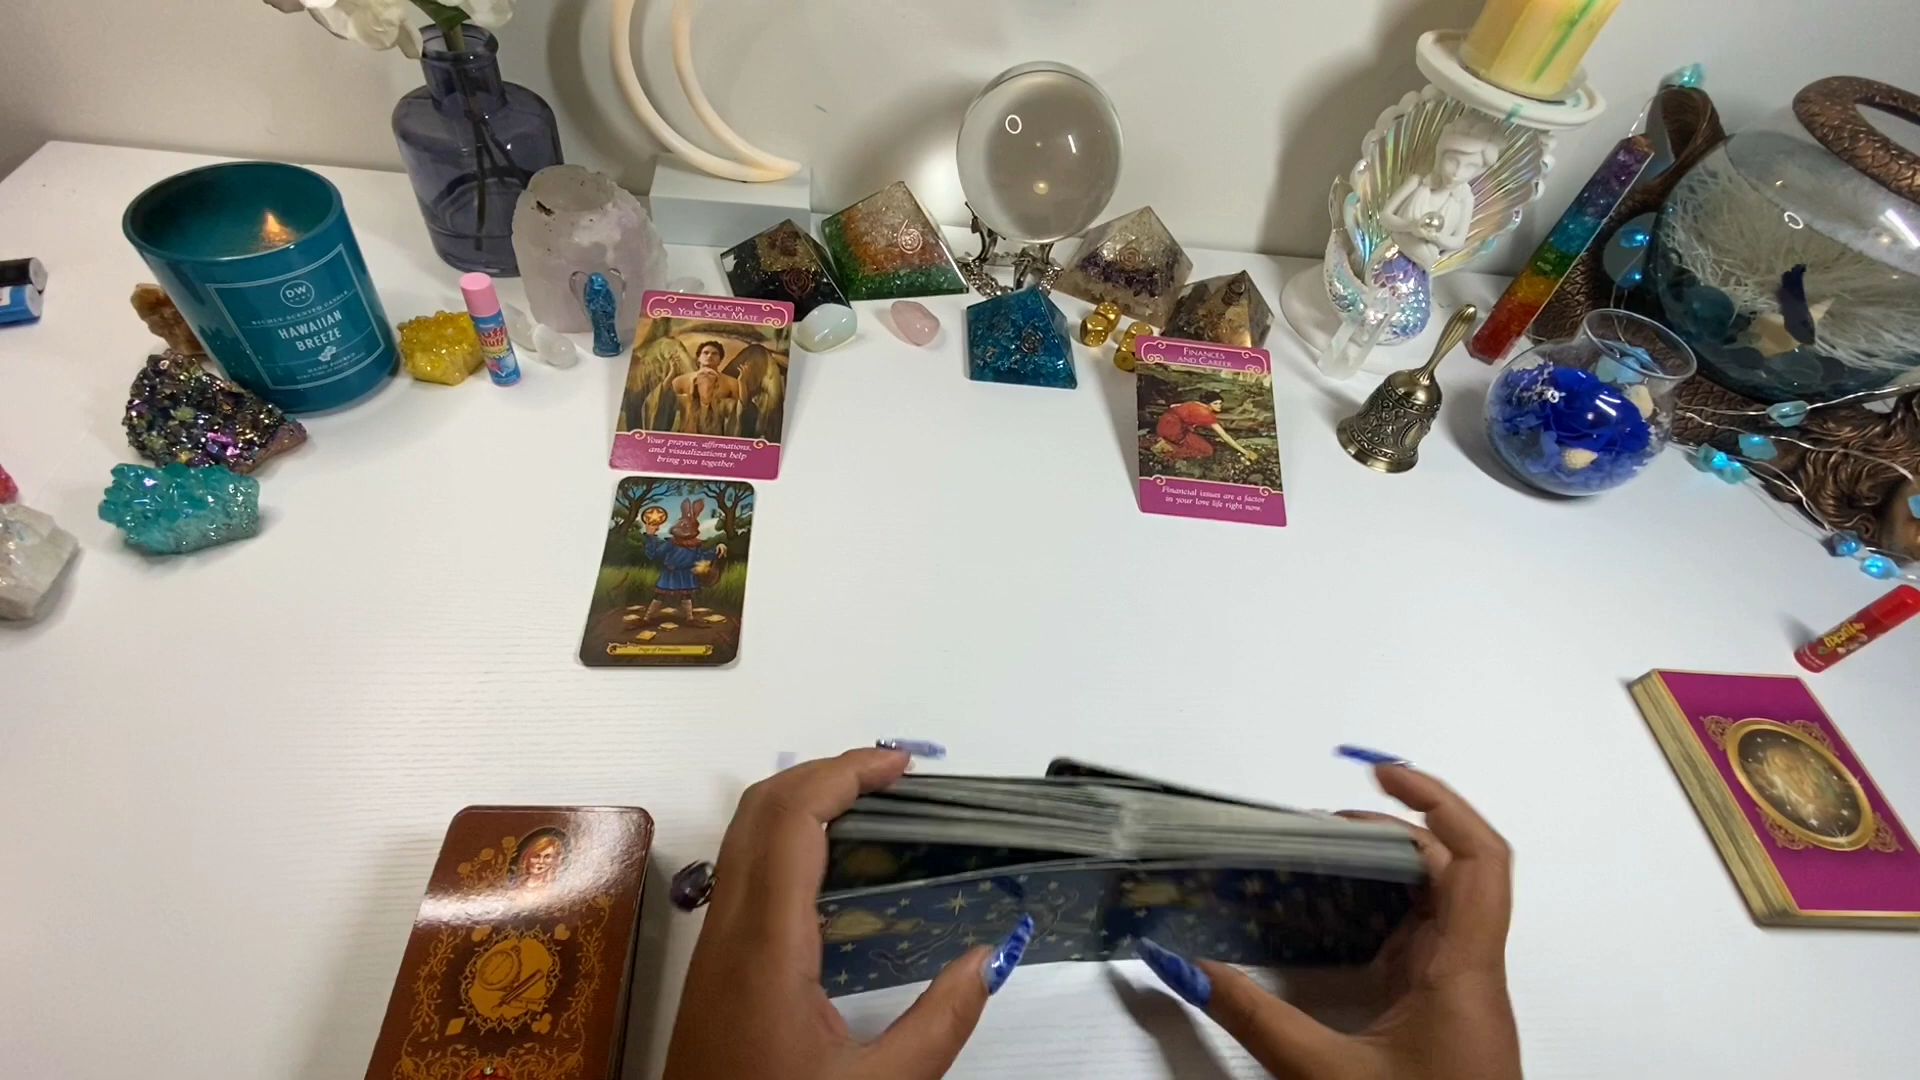 DW
HOME
RICHLY SCENTED CANDLE
HAWAIIAN
BREEZE
HAND POURED
CALLING IN
YOUR SOUL MATE
Your prayers, affirmations,
and visualizations help
bring you together.
Page of Pentacles
FINANCES
AND CAREER
Financial issues are a factor
in your love life right now.